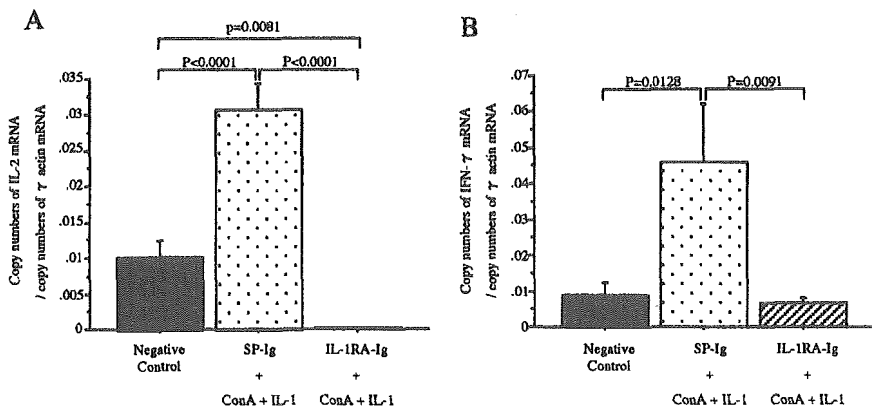 A
p=0.0081
P<0.0001
P<0.0001
Copy numbers of IL-2 mRNA
/ copy numbers of γ actin mRNA
.035
.03
.025
.02
.015
.01
.005
0
Negative
Control
SP-Ig
+
ConA + IL-1
IL-1RA-Ig
+
ConA + IL-1
B
P=0.0128
P=0.0091
Copy numbers of IFN-γ mRNA
/ copy numbers of γ actin mRNA
.07
.06
.05
.04
.03
.02
.01
0
Negative
Control
SP-Ig
+
ConA + IL-1
IL-1RA-Ig
+
ConA + IL-1